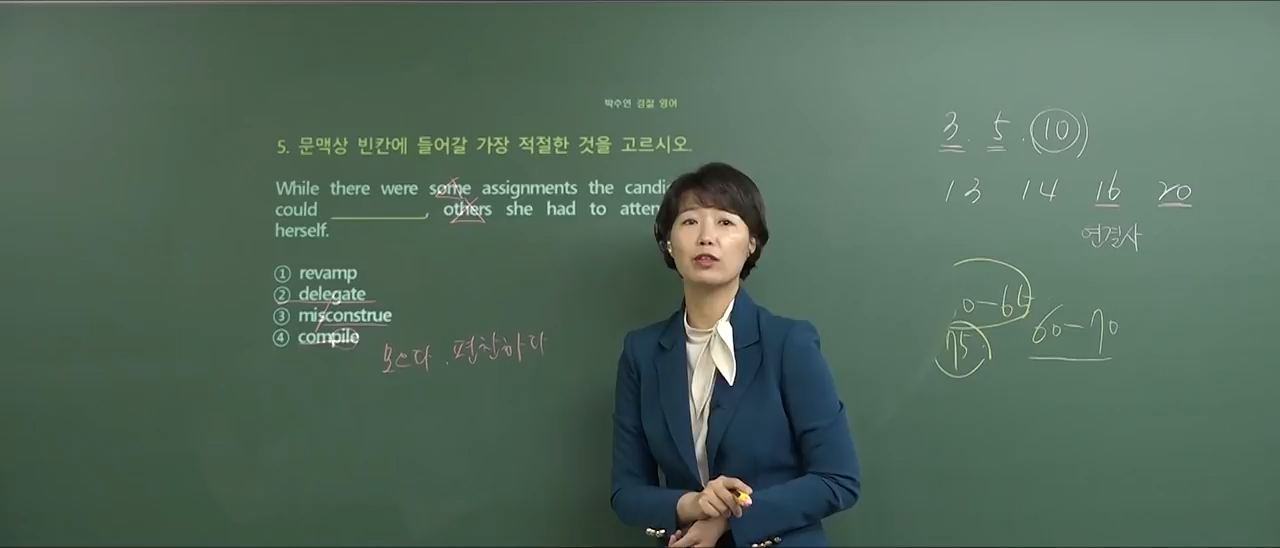 박수연 경찰 영어
5. 문맥상 빈칸에 들어갈 가장 적절한 것을 고르시오.
While there were some assignments the candi
could __________, others she had to atten
herself.
① revamp
② delegate
③ misconstrue
④ compile
모으다. 편찬하다
3. 5. (10)
13 14 16 20
연결사
75 60-70